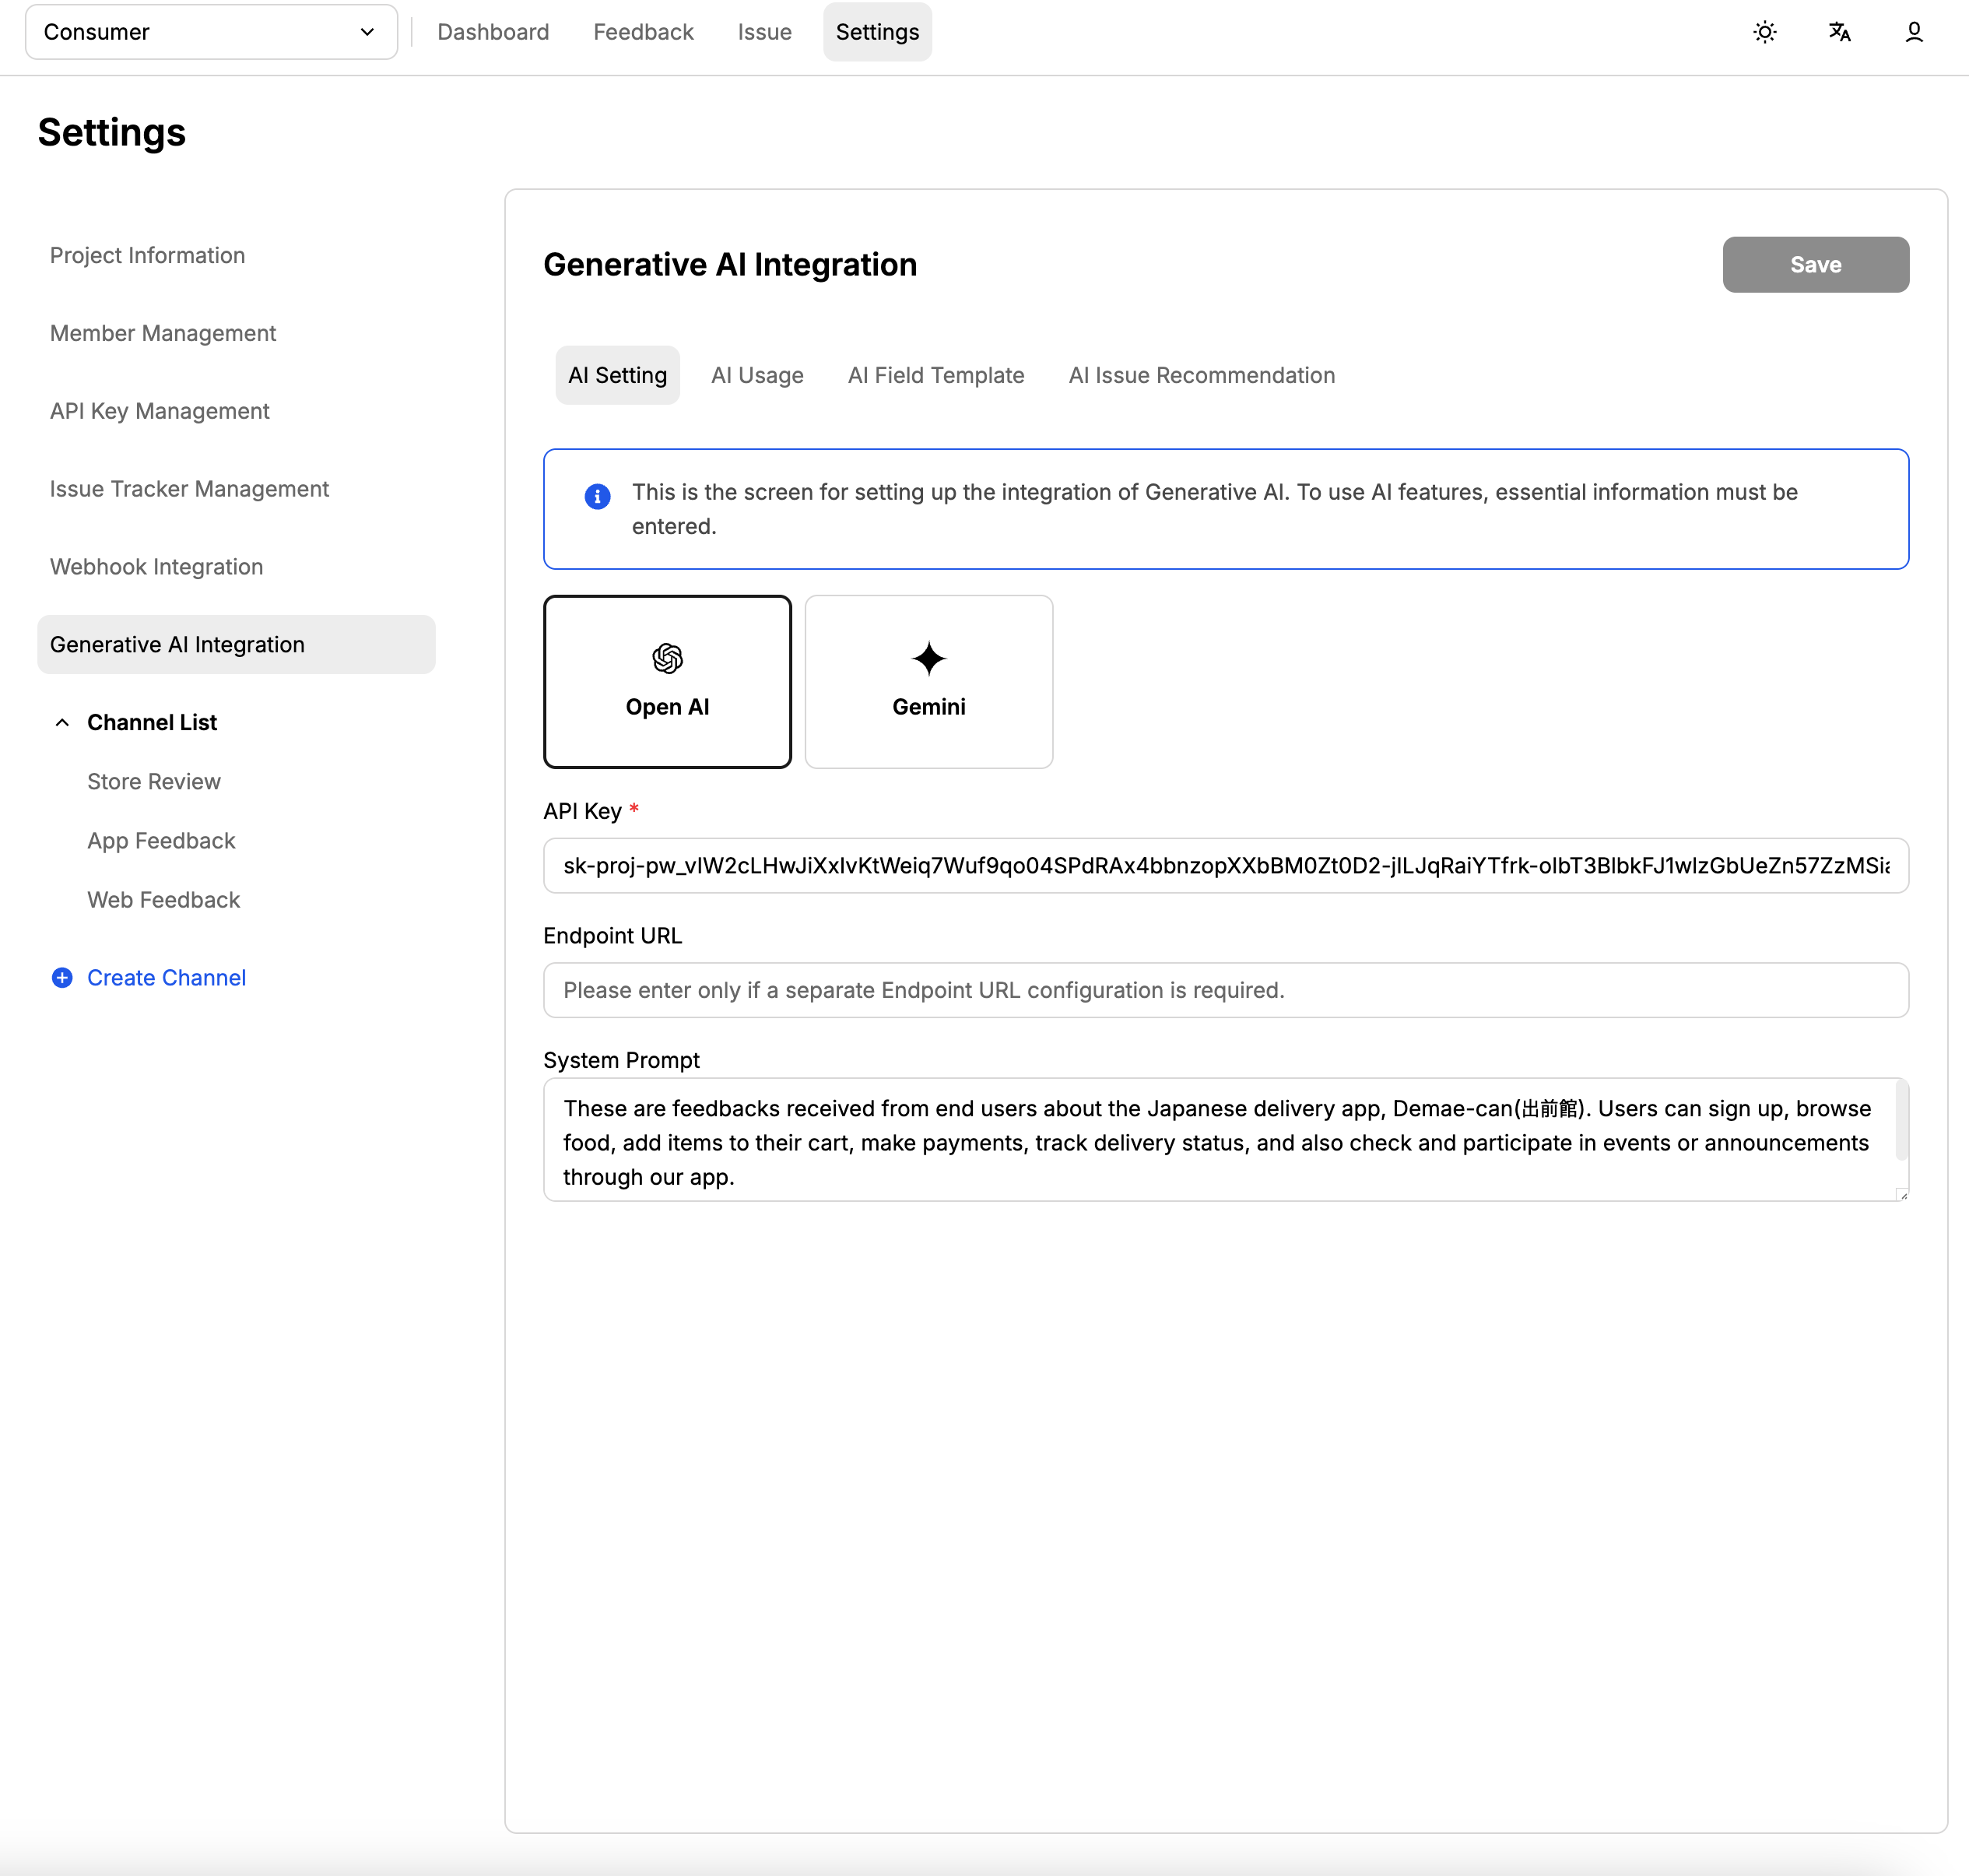 Consumer
Dashboard
Feedback
Issue
Settings
Settings
Project Information
Member Management
API Key Management
Issue Tracker Management
Webhook Integration
Generative AI Integration
Channel List
Store Review
App Feedback
Web Feedback
Create Channel
Generative AI Integration
Save
AI Setting
AI Usage
AI Field Template
AI Issue Recommendation
This is the screen for setting up the integration of Generative AI. To use AI features, essential information must be
entered.
Open AI
Gemini
API Key *
Endpoint URL
Please enter only if a separate Endpoint URL configuration is required.
System Prompt
These are feedbacks received from end users about the Japanese delivery app, Demae-can(出前館). Users can sign up, browse
food, add items to their cart, make payments, track delivery status, and also check and participate in events or announcements
through our app.